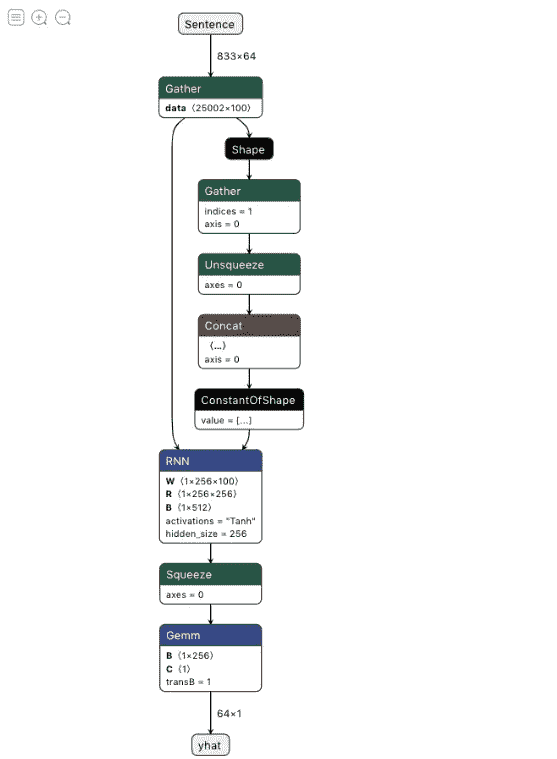 Sentence
833×64
Gather
data ⟨25002×100⟩
Shape
Gather
indices = 1
axis = 0
Unsqueeze
axes = 0
Concat
⟨...⟩
axis = 0
ConstantOfShape
value = [...]
RNN
W ⟨1×256×100⟩
R ⟨1×256×256⟩
B ⟨1×512⟩
activations = "Tanh"
hidden_size = 256
Squeeze
axes = 0
Gemm
B ⟨1×256⟩
C ⟨1⟩
transB = 1
64×1
yhat